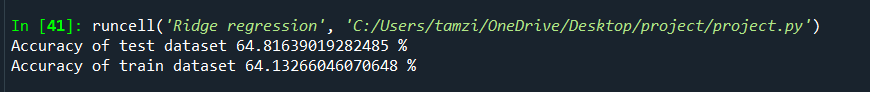 In [41]: runcell('Ridge regression', 'C:/Users/tamzi/OneDrive/Desktop/project/project.py')
Accuracy of test dataset 64.81639019282485 %
Accuracy of train dataset 64.13266046070648 %